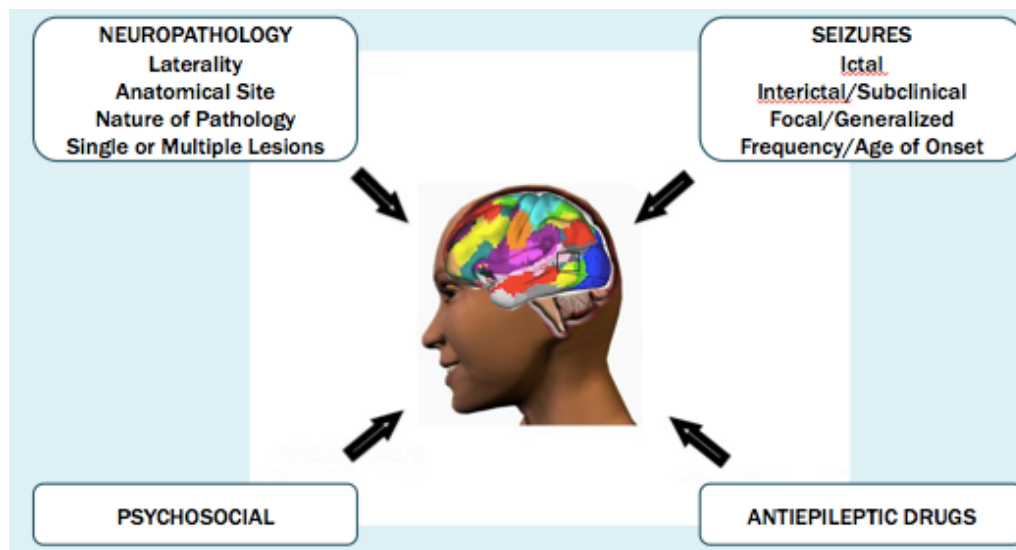 NEUROPATHOLOGY
Laterality
Anatomical Site
Nature of Pathology
Single or Multiple Lesions
SEIZURES
Ictal
Interictal/Subclinical
Focal/Generalized
Frequency/Age of Onset
PSYCHOSOCIAL
ANTIEPILEPTIC DRUGS